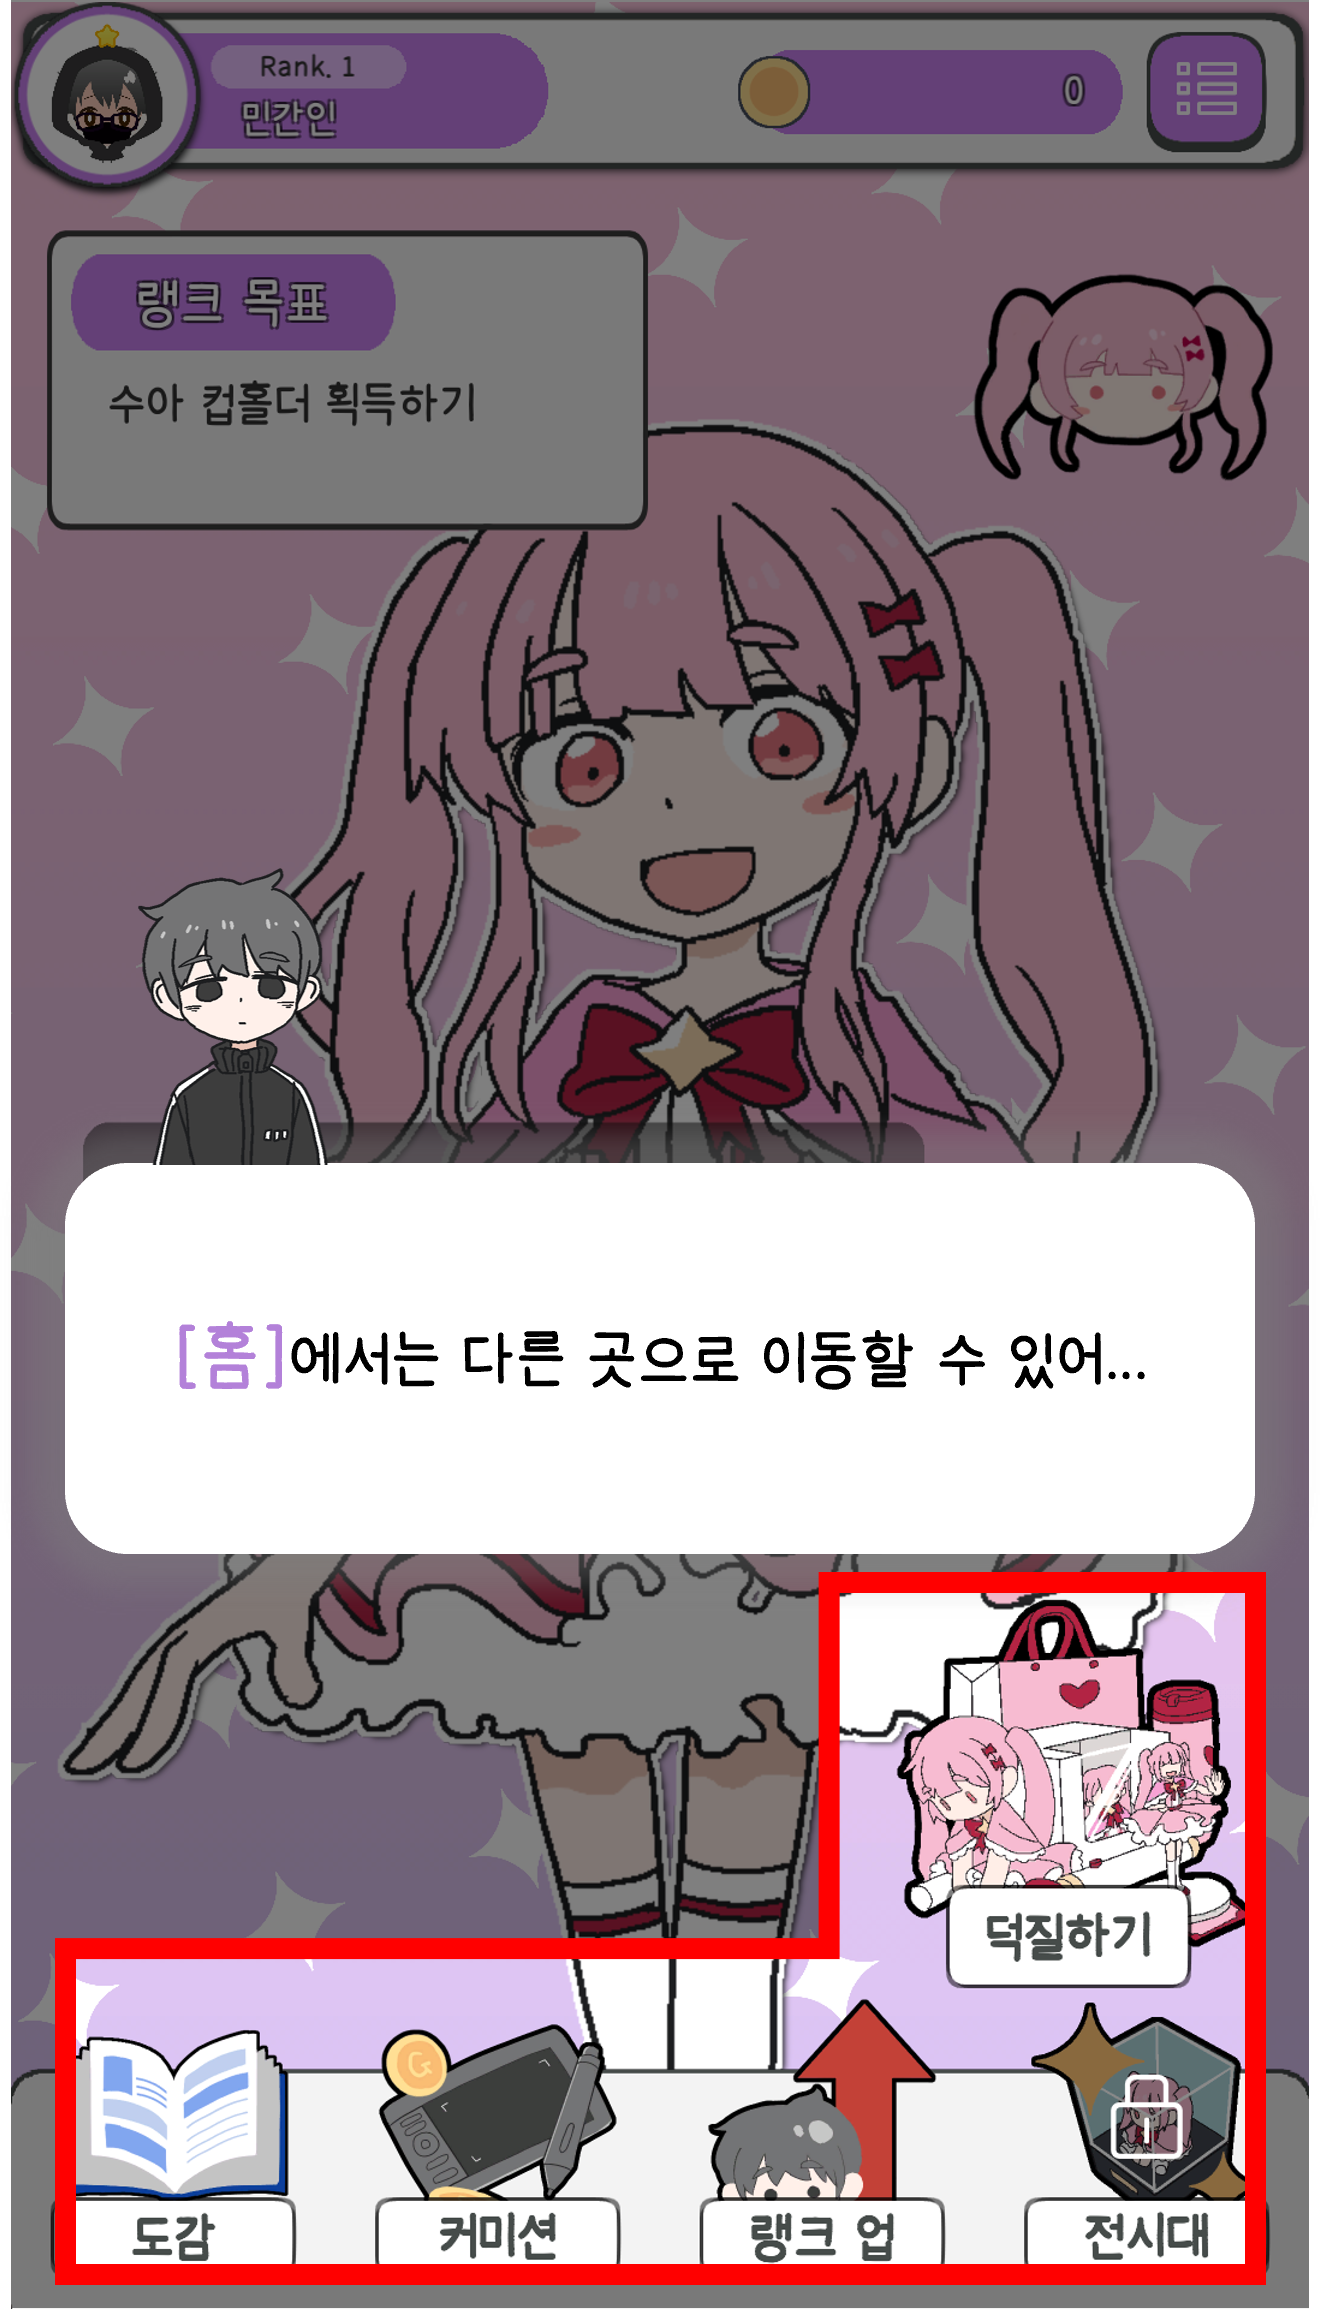 Rank. 1
민간인
0
랭크 목표
수아 컵홀더 획득하기
[홈]에서는 다른 곳으로 이동할 수 있어...
덕질하기
G
도감
커미션
랭크 업
전시대